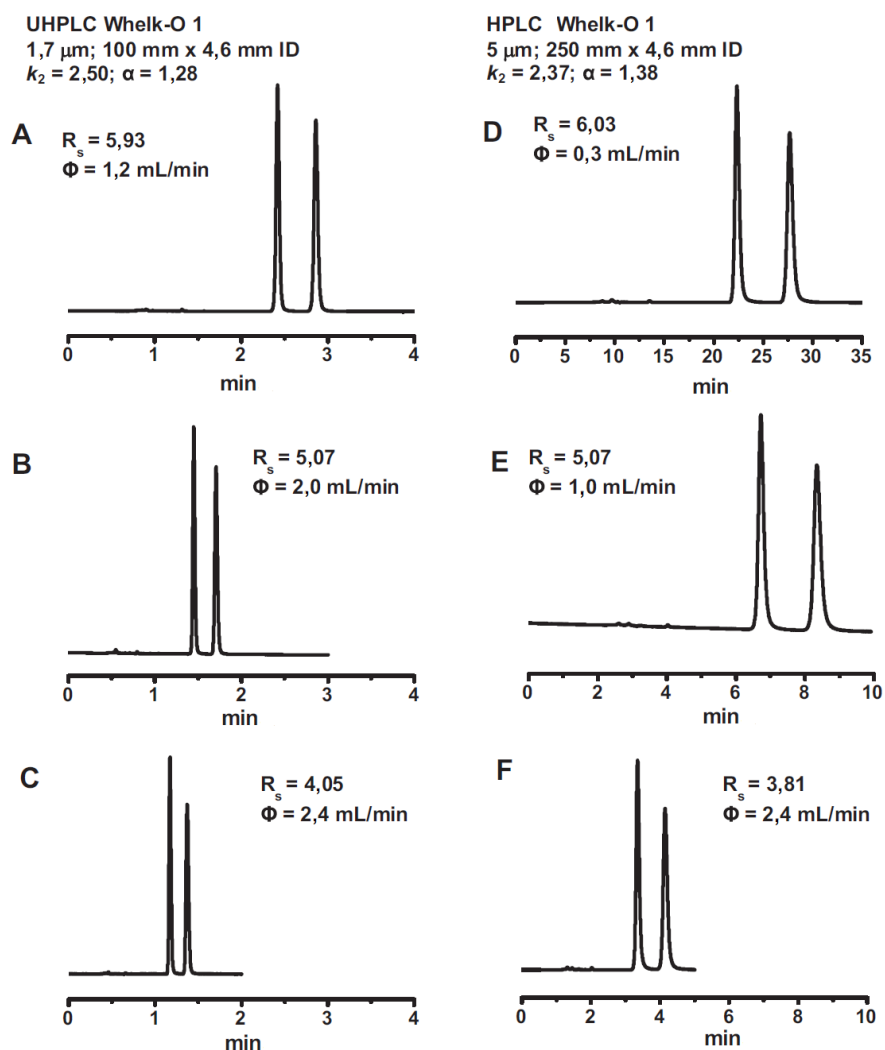 UHPLC Whelk-O 1
1,7 µm; 100 mm x 4,6 mm ID
k2 = 2,50; α = 1,28
A
Rs = 5,93
Φ = 1,2 mL/min
0 1 2 3 4
min
B
Rs = 5,07
Φ = 2,0 mL/min
0 1 2 3 4
min
C
Rs = 4,05
Φ = 2,4 mL/min
0 1 2 3 4
min
HPLC Whelk-O 1
5 µm; 250 mm x 4,6 mm ID
k2 = 2,37; α = 1,38
D
Rs = 6,03
Φ = 0,3 mL/min
0 5 10 15 20 25 30 35
min
E
Rs = 5,07
Φ = 1,0 mL/min
0 2 4 6 8 10
min
F
Rs = 3,81
Φ = 2,4 mL/min
0 2 4 6 8 10
min